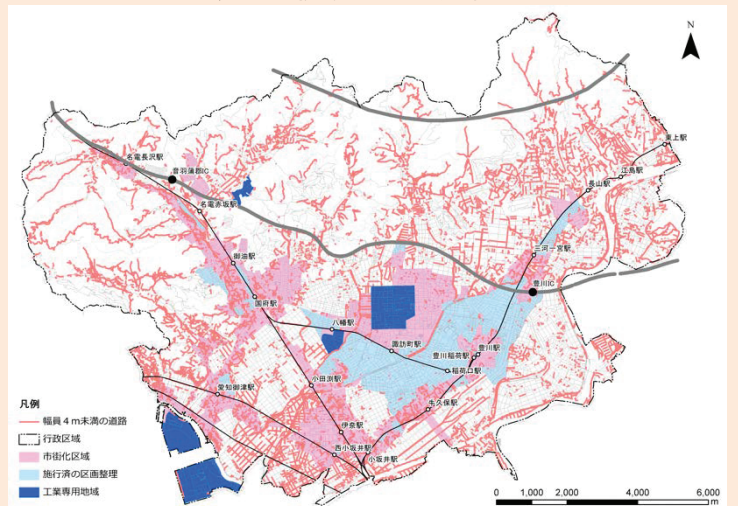 N
東上駅
江島駅
長山駅
名電長沢駅
音羽蒲郡IC
名電赤坂駅
三河一宮駅
御油駅
豊川IC
国府駅
八幡駅
諏訪町駅
豊川稲荷駅
豊川駅
稲荷口駅
小田渕駅
愛知御津駅
牛久保駅
伊奈駅
西小坂井駅
小坂井駅
凡例
幅員4m未満の道路
行政区域
市街化区域
施行済の区画整理
工業専用地域
0 1,000 2,000 4,000 6,000
m